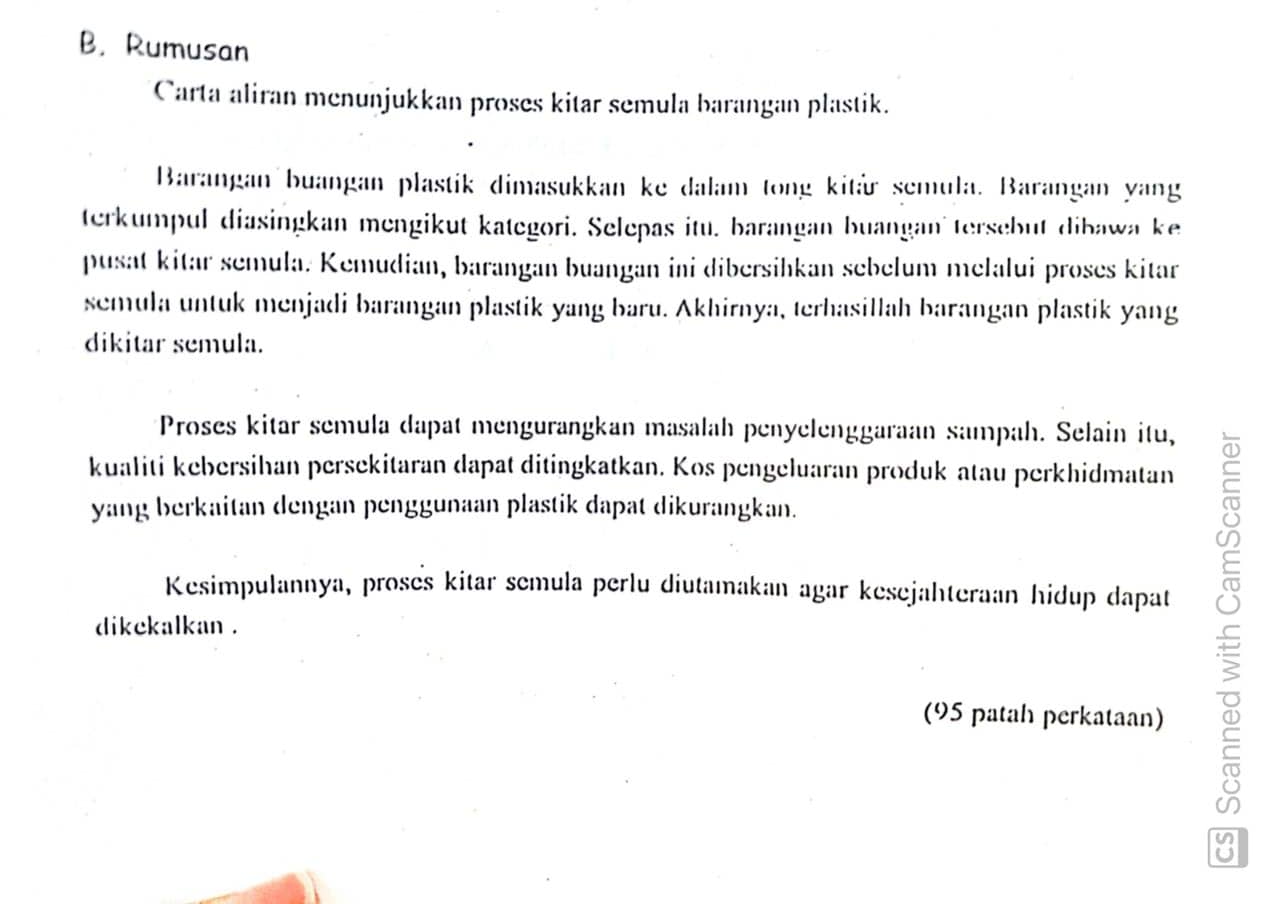 B. Rumusan
Carta aliran menunjukkan proses kitar semula barangan plastik.
Barangan buangan plastik dimasukkan ke dalam tong kitar semula. Barangan yang
terkumpul diasingkan mengikut kategori. Selepas itu. barangan buangan tersebut dibawa ke
pusat kitar semula. Kemudian, barangan buangan ini dibersihkan sebelum melalui proses kitar
semula untuk menjadi barangan plastik yang baru. Akhirnya, terhasillah barangan plastik yang
dikitar semula.
Proses kitar semula dapat mengurangkan masalah penyelenggaraan sampah. Selain itu,
kualiti kebersihan persekitaran dapat ditingkatkan. Kos pengeluaran produk atau perkhidmatan
yang berkaitan dengan penggunaan plastik dapat dikurangkan.
Kesimpulannya, proses kitar semula perlu diutamakan agar kesejahteraan hidup dapat
dikekalkan .
(95 patah perkataan)
CS Scanned with CamScanner